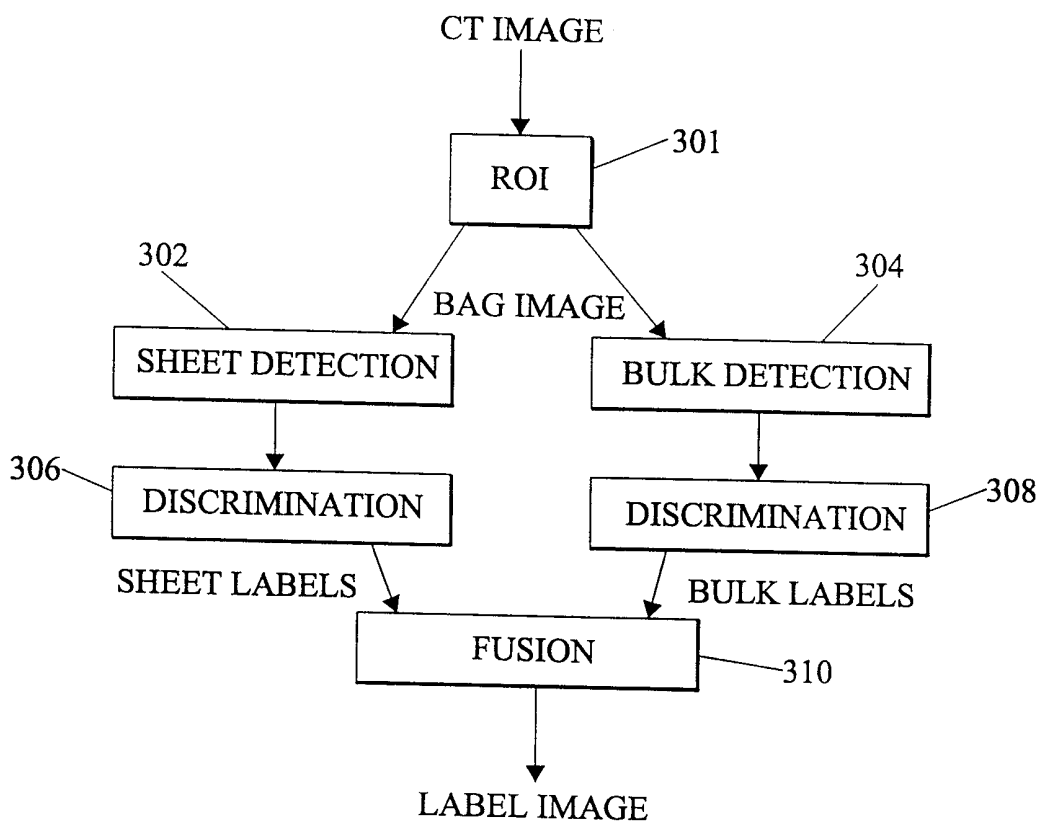 CT IMAGE
301
ROI
302
304
BAG IMAGE
SHEET DETECTION
BULK DETECTION
306
308
DISCRIMINATION
DISCRIMINATION
SHEET LABELS
BULK LABELS
FUSION
310
LABEL IMAGE